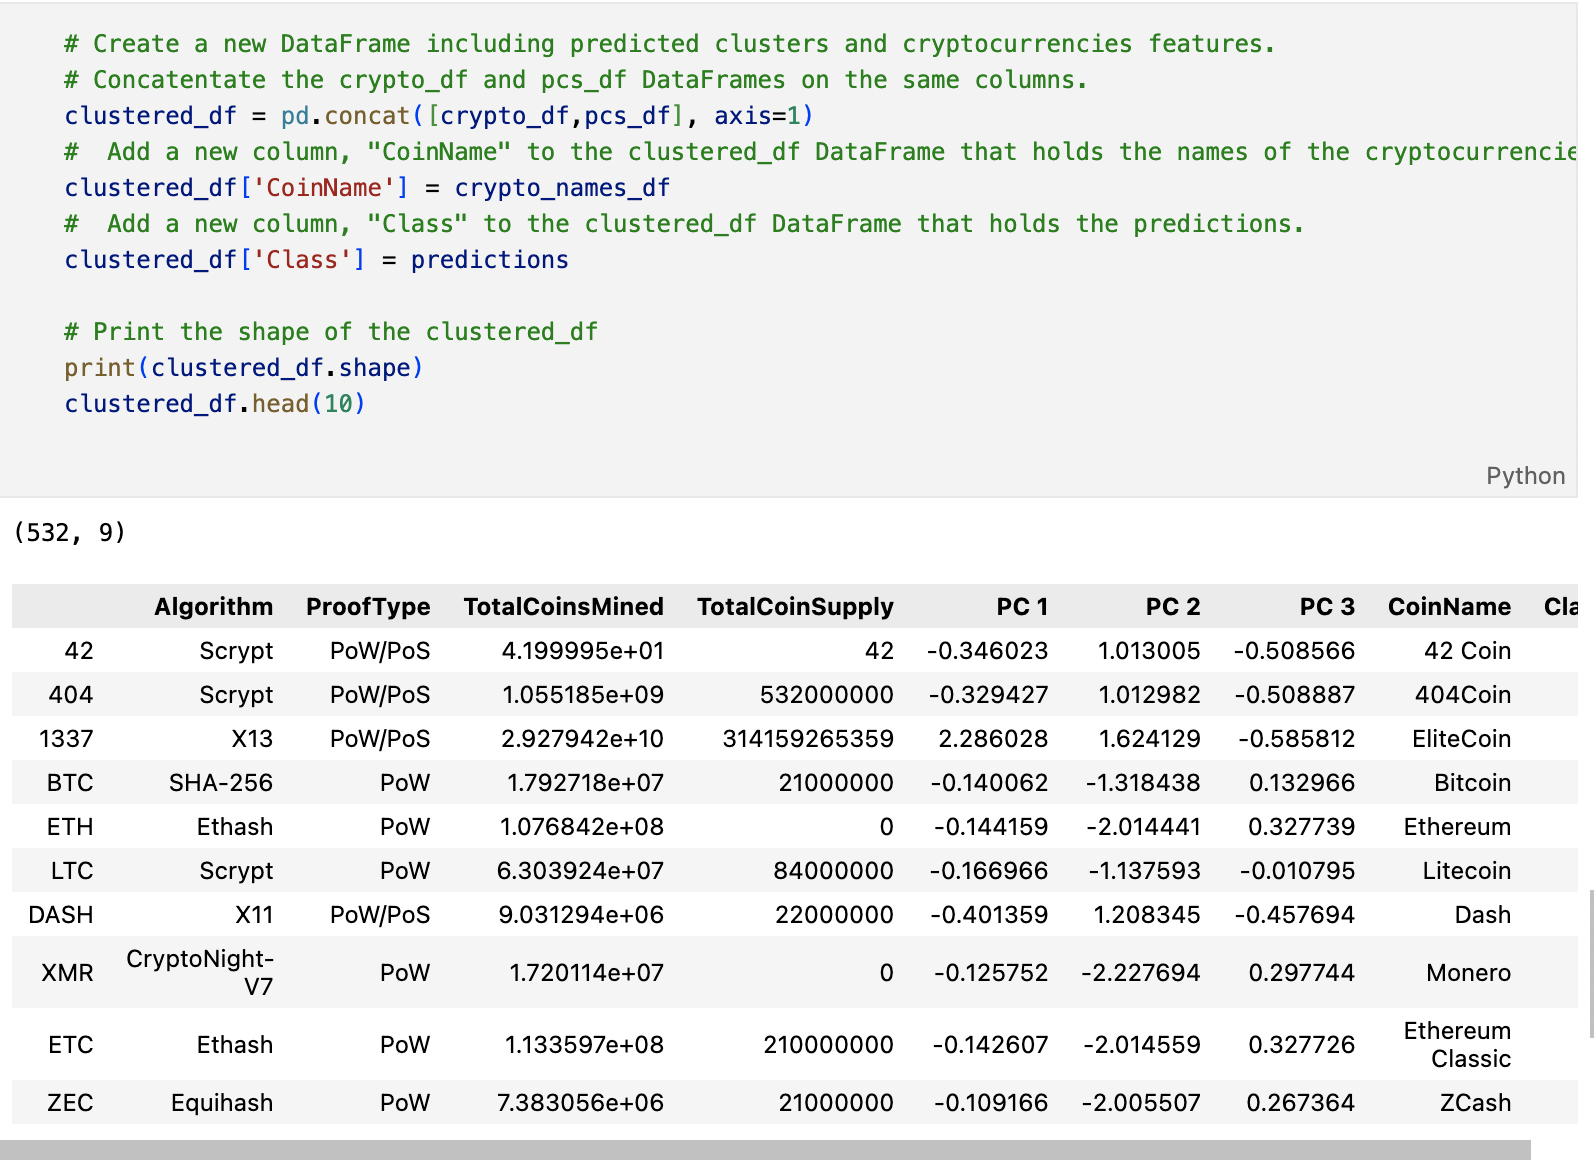 # Create a new DataFrame including predicted clusters and cryptocurrencies features.
# Concatentate the crypto_df and pcs_df DataFrames on the same columns.
clustered_df = pd.concat([crypto_df,pcs_df], axis=1)
#  Add a new column, "CoinName" to the clustered_df DataFrame that holds the names of the cryptocurrencie
clustered_df['CoinName'] = crypto_names_df
#  Add a new column, "Class" to the clustered_df DataFrame that holds the predictions.
clustered_df['Class'] = predictions
# Print the shape of the clustered_df
print(clustered_df.shape)
clustered_df.head(10)
Python
(532, 9)
Algorithm ProofType TotalCoinsMined TotalCoinSupply PC 1 PC 2 PC 3 CoinName Cla
42 Scrypt PoW/PoS 4.199995e+01 42 -0.346023 1.013005 -0.508566 42 Coin
404 Scrypt PoW/PoS 1.055185e+09 532000000 -0.329427 1.012982 -0.508887 404Coin
1337 X13 PoW/PoS 2.927942e+10 314159265359 2.286028 1.624129 -0.585812 EliteCoin
BTC SHA-256 PoW 1.792718e+07 21000000 -0.140062 -1.318438 0.132966 Bitcoin
ETH Ethash PoW 1.076842e+08 0 -0.144159 -2.014441 0.327739 Ethereum
LTC Scrypt PoW 6.303924e+07 84000000 -0.166966 -1.137593 -0.010795 Litecoin
DASH X11 PoW/PoS 9.031294e+06 22000000 -0.401359 1.208345 -0.457694 Dash
XMR CryptoNight-V7 PoW 1.720114e+07 0 -0.125752 -2.227694 0.297744 Monero
ETC Ethash PoW 1.133597e+08 210000000 -0.142607 -2.014559 0.327726 Ethereum Classic
ZEC Equihash PoW 7.383056e+06 21000000 -0.109166 -2.005507 0.267364 ZCash